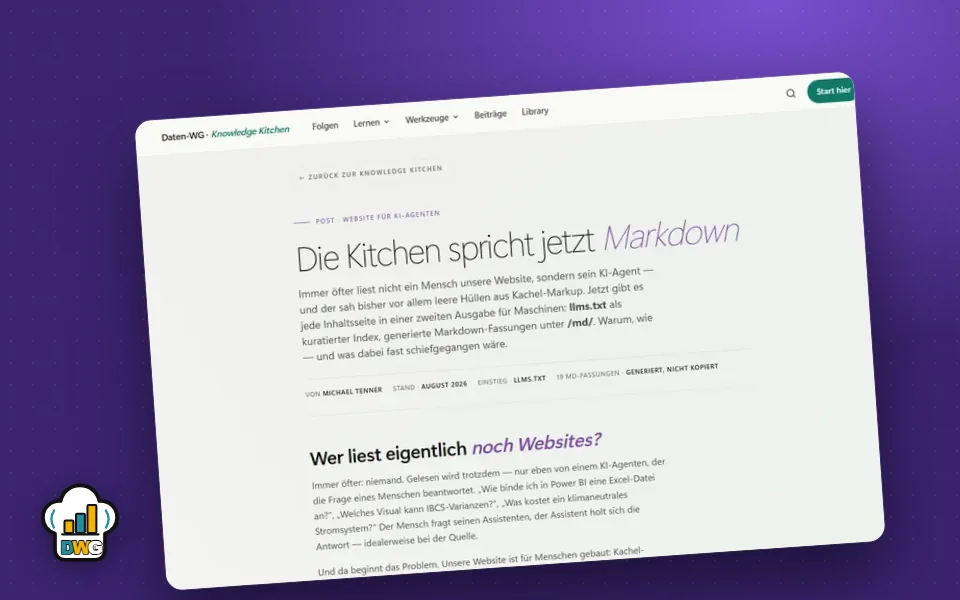 Daten-WG · Knowledge Kitchen
Folgen
Lernen
Werkzeuge
Beiträge
Library
Start hier
← ZURÜCK ZUR KNOWLEDGE KITCHEN
POST · WEBSITE FÜR KI-AGENTEN
Die Kitchen spricht jetzt Markdown
Immer öfter liest nicht ein Mensch unsere Website, sondern sein KI-Agent —
und der sah bisher vor allem leere Hüllen aus Kachel-Markup. Jetzt gibt es
jede Inhaltsseite in einer zweiten Ausgabe für Maschinen: llms.txt als
kuratierter Index, generierte Markdown-Fassungen unter /md/. Warum, wie
— und was dabei fast schiefgegangen wäre.
VON MICHAEL TENNER STAND · AUGUST 2026 EINSTIEG · LLMS.TXT 19 MD-FASSUNGEN · GENERIERT, NICHT KOPIERT
Wer liest eigentlich noch Websites?
Immer öfter: niemand. Gelesen wird trotzdem — nur eben von einem KI-Agenten, der
die Frage eines Menschen beantwortet. „Wie binde ich in Power BI eine Excel-Datei
an?“, „Welches Visual kann IBCS-Varianzen?“, „Was kostet ein klimaneutrales
Stromsystem?“ Der Mensch fragt seinen Assistenten, der Assistent holt sich die
Antwort — idealerweise bei der Quelle.
Und da beginnt das Problem. Unsere Website ist für Menschen gebaut: Kachel-
DWG